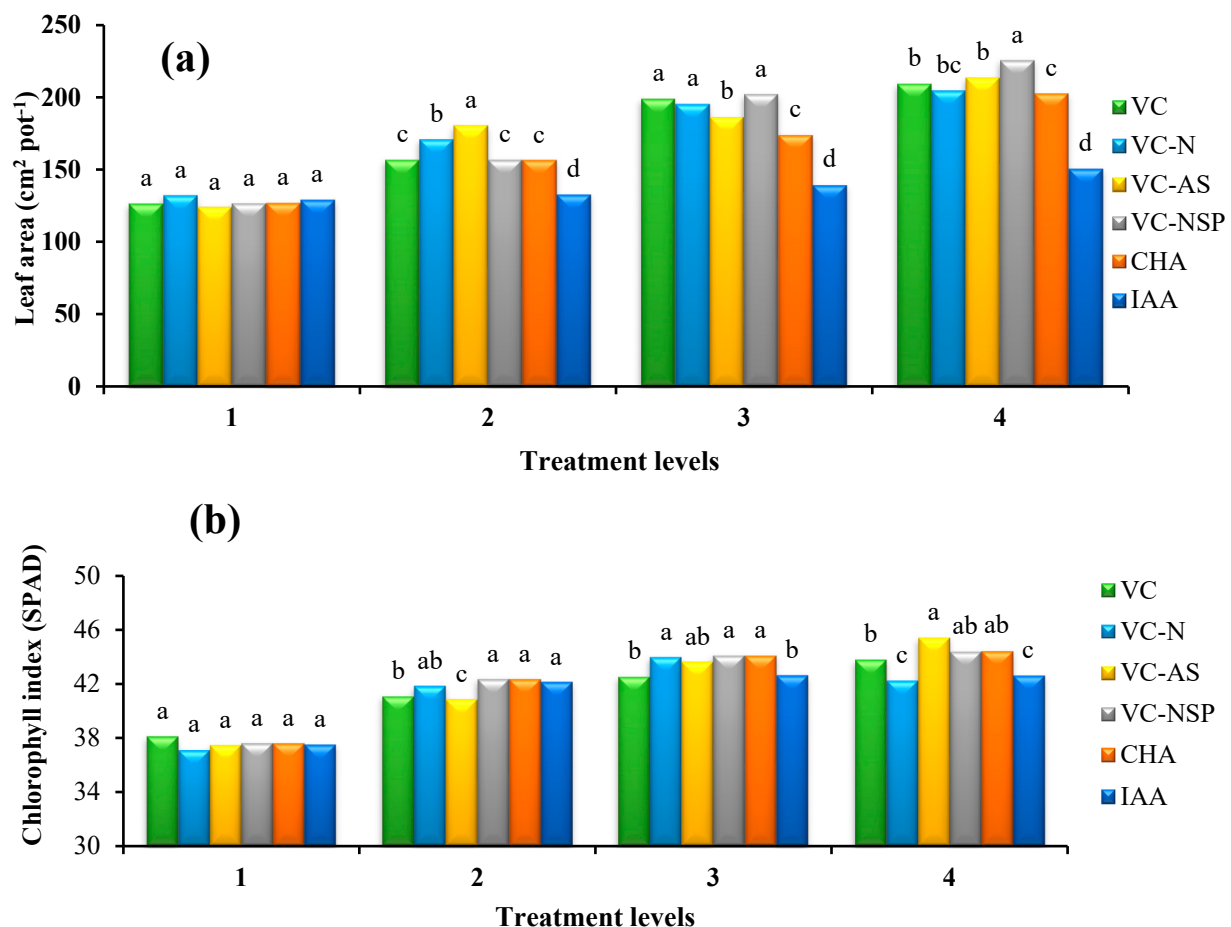 (a)
Leaf area (cm² pot⁻¹)
250
200
150
100
50
0
a a a a a a
c b a c c d
a a b a c d
b bc b a c d
1 2 3 4
Treatment levels
VC
VC-N
VC-AS
VC-NSP
CHA
IAA
(b)
Chlorophyll index (SPAD)
50
46
42
38
34
30
a a a a a a
b ab c a a a
b a ab a a b
b c a ab ab c
1 2 3 4
Treatment levels
VC
VC-N
VC-AS
VC-NSP
CHA
IAA